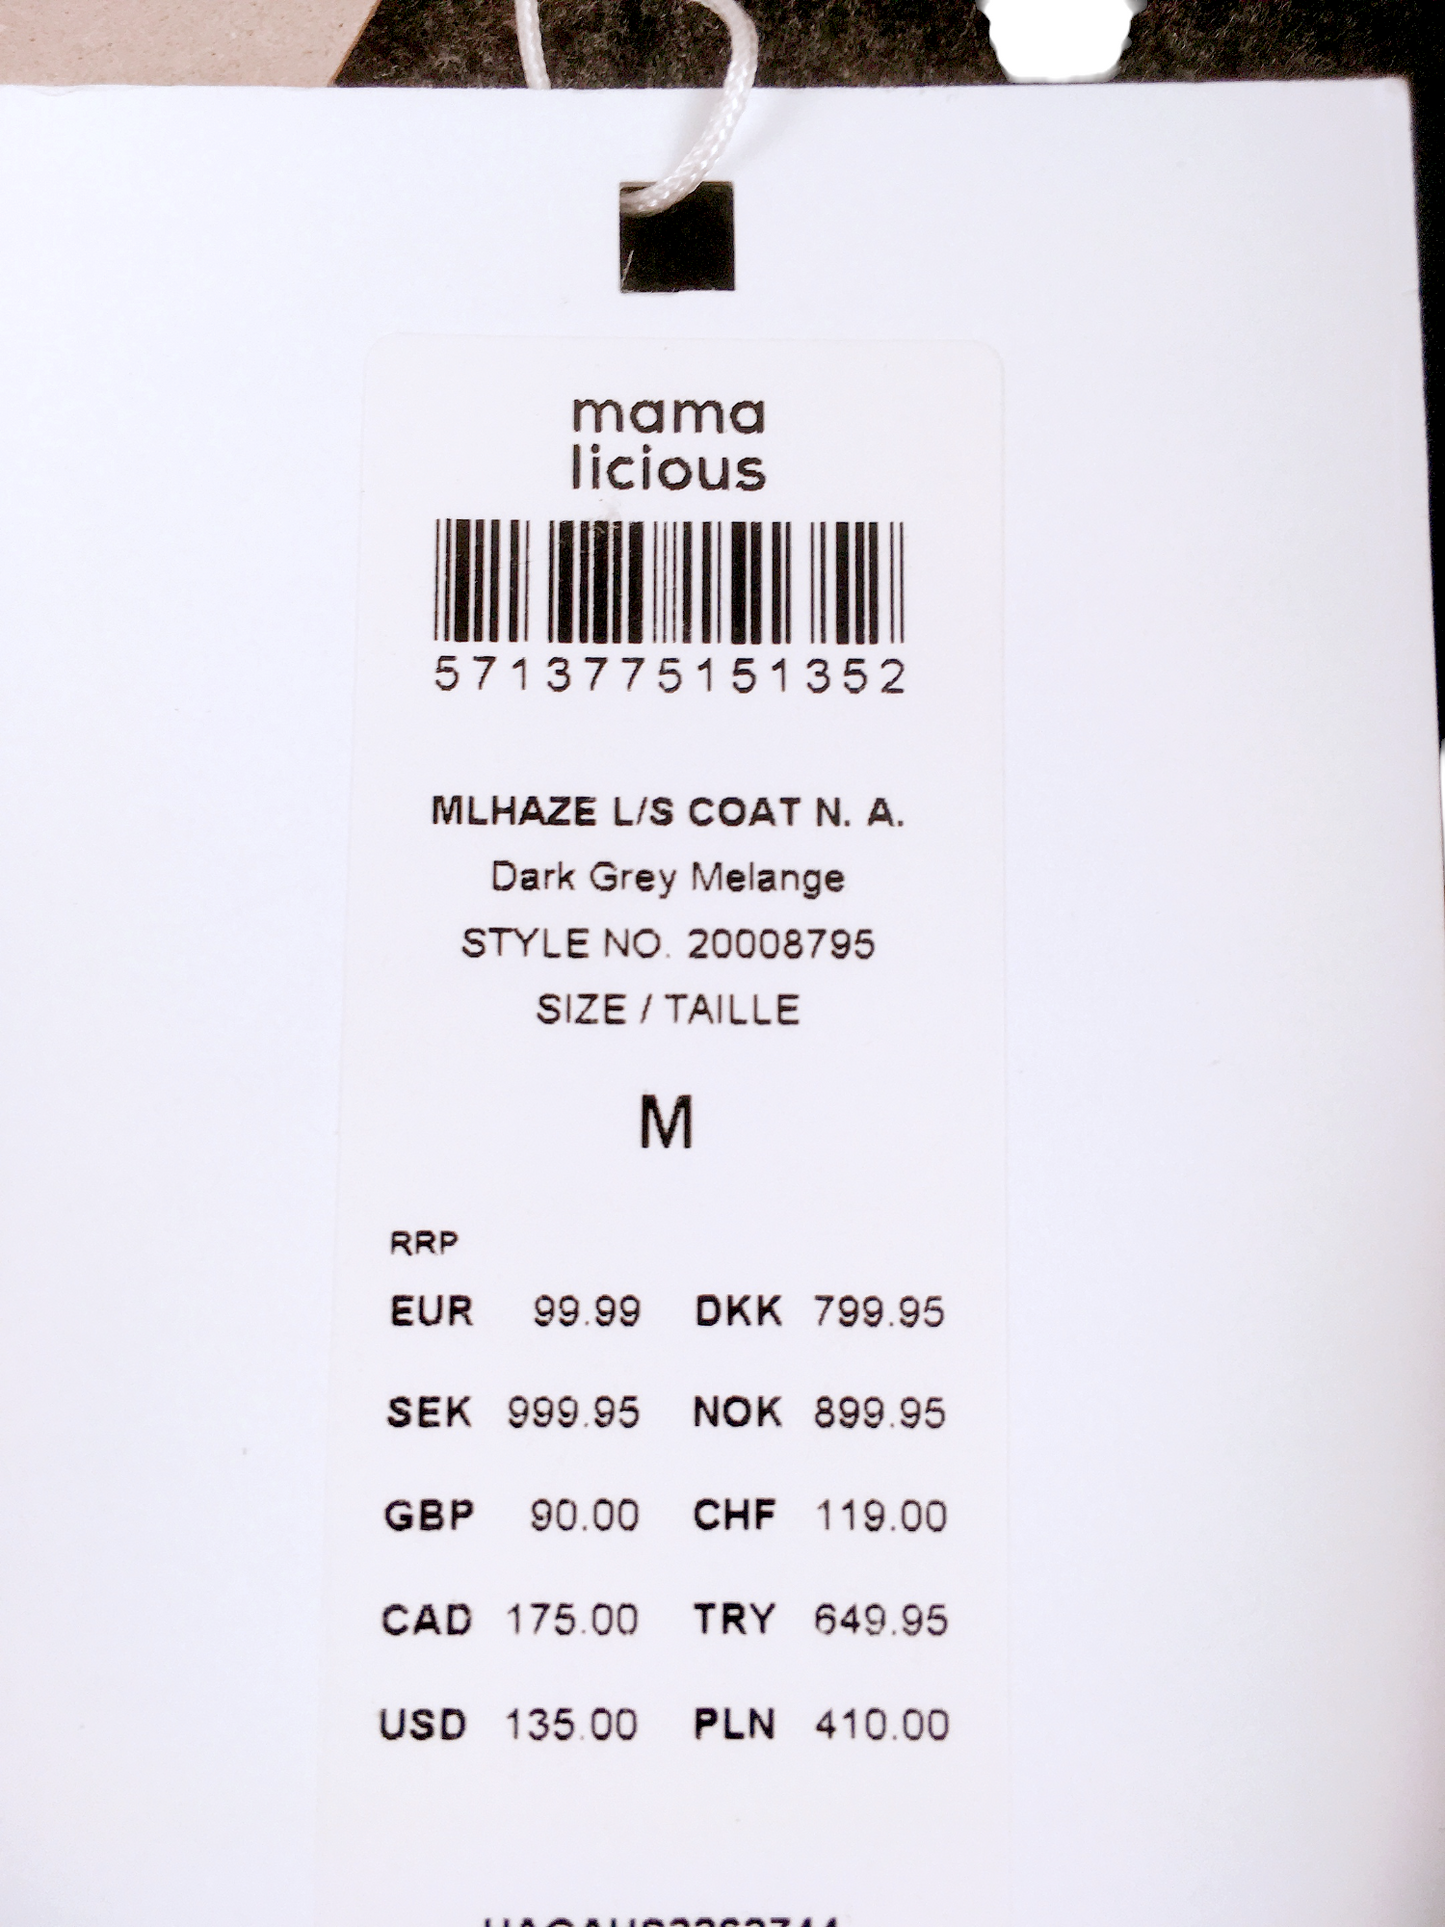 mama
licious
5713775151352
MLHAZE L/S COAT N. A.
Dark Grey Melange
STYLE NO. 20008795
SIZE / TAILLE
M
RRP
EUR 99.99 DKK 799.95
SEK 999.95 NOK 899.95
GBP 90.00 CHF 119.00
CAD 175.00 TRY 649.95
USD 135.00 PLN 410.00